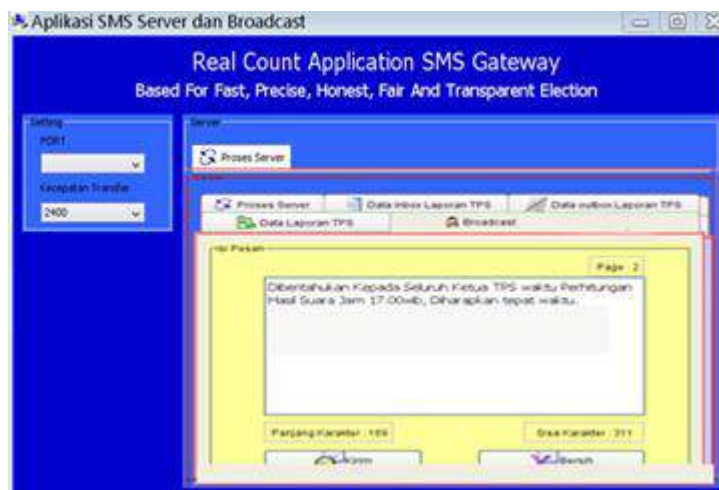 Aplikasi SMS Server dan Broadcast
Real Count Application SMS Gateway
Based For Fast, Precise, Honest, Fair And Transparent Election
Setting
PORT
Kecepatan Transfer
2400
Server
Proses Server
Proses Server
Data Inbox Laporan TPS
Data outbox Laporan TPS
Data Laporan TPS
Broadcast
Isi Pesan
Page 2
Diberitahukan Kepada Seluruh Ketua TPS waktu Perhitungan
Hasil Suara Jam 17.00wib, Diharapkan tepat waktu.
Panjang Karakter : 169
Sisa Karakter : 311
Kirim
Bersih